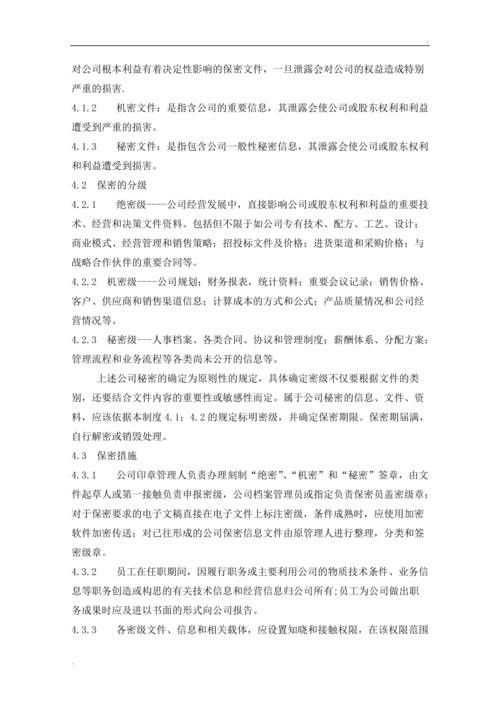 对公司根本利益有着决定性影响的保密文件，一旦泄露会对公司的权益造成特别
严重的损害.
4.1.2 机密文件：是指含公司的重要信息，其泄露会使公司或股东权利和利益
遭受到严重的损害。
4.1.3 秘密文件：是指包含公司一般性秘密信息，其泄露会使公司或股东权利
和利益遭受到损害。
4.2 保密的分级
4.2.1 绝密级----公司经营发展中，直接影响公司或股东权利和利益的重要技
术、经营和决策文件资料。包括但不限于如公司专有技术、配方、工艺、设计；
商业模式、经营管理和销售策略；招投标文件及价格；进货渠道和采购价格；与
战略合作伙伴的重要合同等。
4.2.2 机密级----公司规划；财务报表，统计资料；重要会议记录；销售价格、
客户、供应商和销售渠道信息；计算成本的方式和公式；产品质量情况和公司经
营情况等。
4.2.3 秘密级---人事档案、各类合同、协议和管理制度；薪酬体系、分配方案；
管理流程和业务流程等各类尚未公开的信息等。
上述公司秘密的确定为原则性的规定，具体确定密级不仅要根据文件的类
别，还要结合文件内容的重要性或敏感性而定。属于公司秘密的信息、文件、资
料，应该依据本制度 4.1；4.2 的规定标明密级，并确定保密期限。保密期届满，
自行解密或销毁处理。
4.3 保密措施
4.3.1 公司印章管理人负责办理刻制“绝密”、“机密”和“秘密”签章，由文
件起草人或第一接触负责申报密级，公司档案管理员或指定负责保密员盖密级章；
对于保密要求的电子文稿直接在电子文件上标注密级，条件成熟时，应使用加密
软件加密传送；对已往形成的公司保密信息文件由原管理人进行整理，分类和签
密级章。
4.3.2 员工在任职期间，因履行职务或主要利用公司的物质技术条件、业务信
息等职务创造或构思的有关技术信息和经营信息归公司所有；员工为公司做出职
务成果时应及进以书面的形式向公司报告。
4.3.3 各密级文件、信息和相关载体，应设置知晓和接触权限，在该权限范围